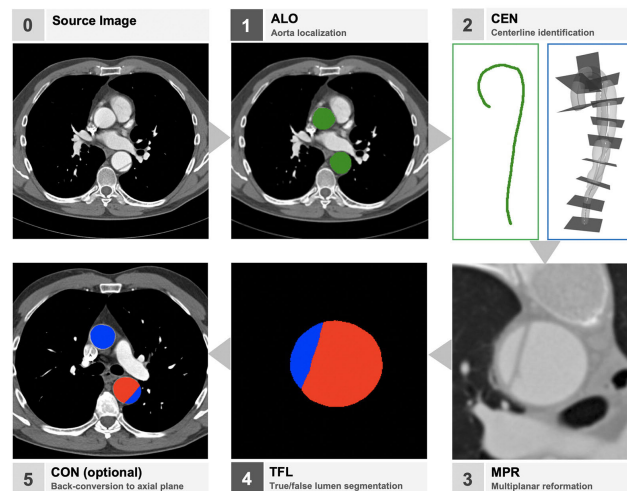 0 Source Image
1 ALO
Aorta localization
2 CEN
Centerline identification
5 CON (optional)
Back-conversion to axial plane
4 TFL
True/false lumen segmentation
3 MPR
Multiplanar reformation